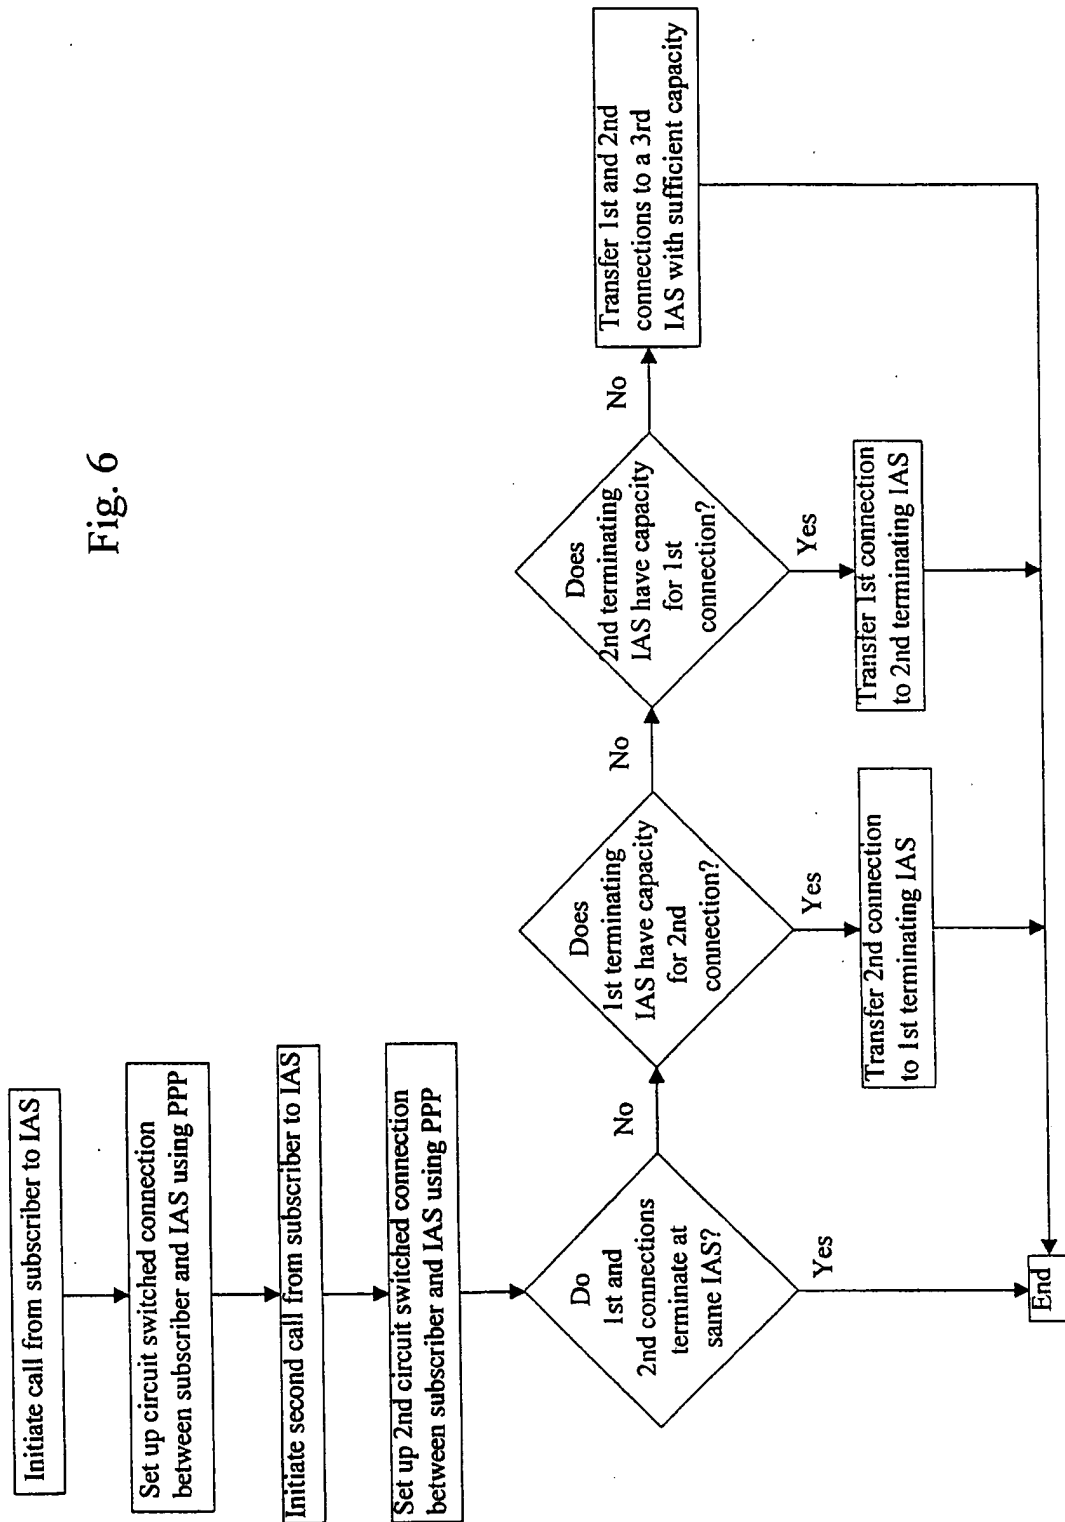 Fig. 6
Initiate call from subscriber to IAS
Set up circuit switched connection
between subscriber and IAS using PPP
Initiate second call from subscriber to IAS
Set up 2nd circuit switched connection
between subscriber and IAS using PPP
Do
1st and
2nd connections
terminate at
same IAS?
No
Yes
Does
1st terminating
IAS have capacity
for 2nd
connection?
No
Yes
Transfer 2nd connection
to 1st terminating IAS
Does
2nd terminating
IAS have capacity
for 1st
connection?
No
Yes
Transfer 1st connection
to 2nd terminating IAS
Transfer 1st and 2nd
connections to a 3rd
IAS with sufficient capacity
End